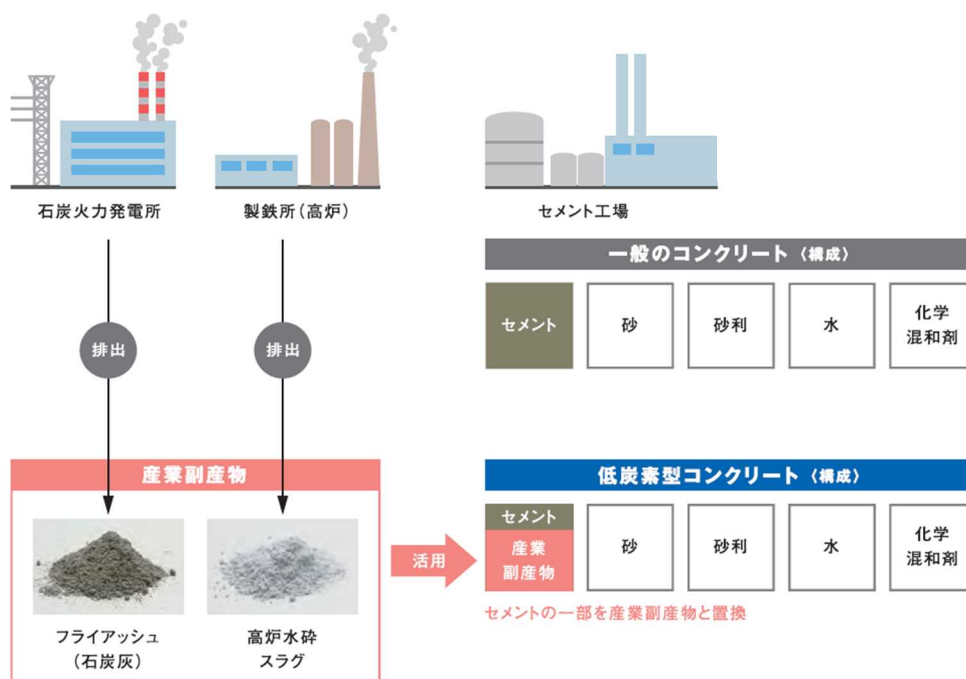 石炭火力発電所
製鉄所（高炉）
セメント工場
排出
排出
産業副産物
フライアッシュ
（石炭灰）
高炉水砕
スラグ
活用
一般のコンクリート〈構成〉
セメント
砂
砂利
水
化学
混和剤
低炭素型コンクリート〈構成〉
セメント
産業
副産物
砂
砂利
水
化学
混和剤
セメントの一部を産業副産物と置換